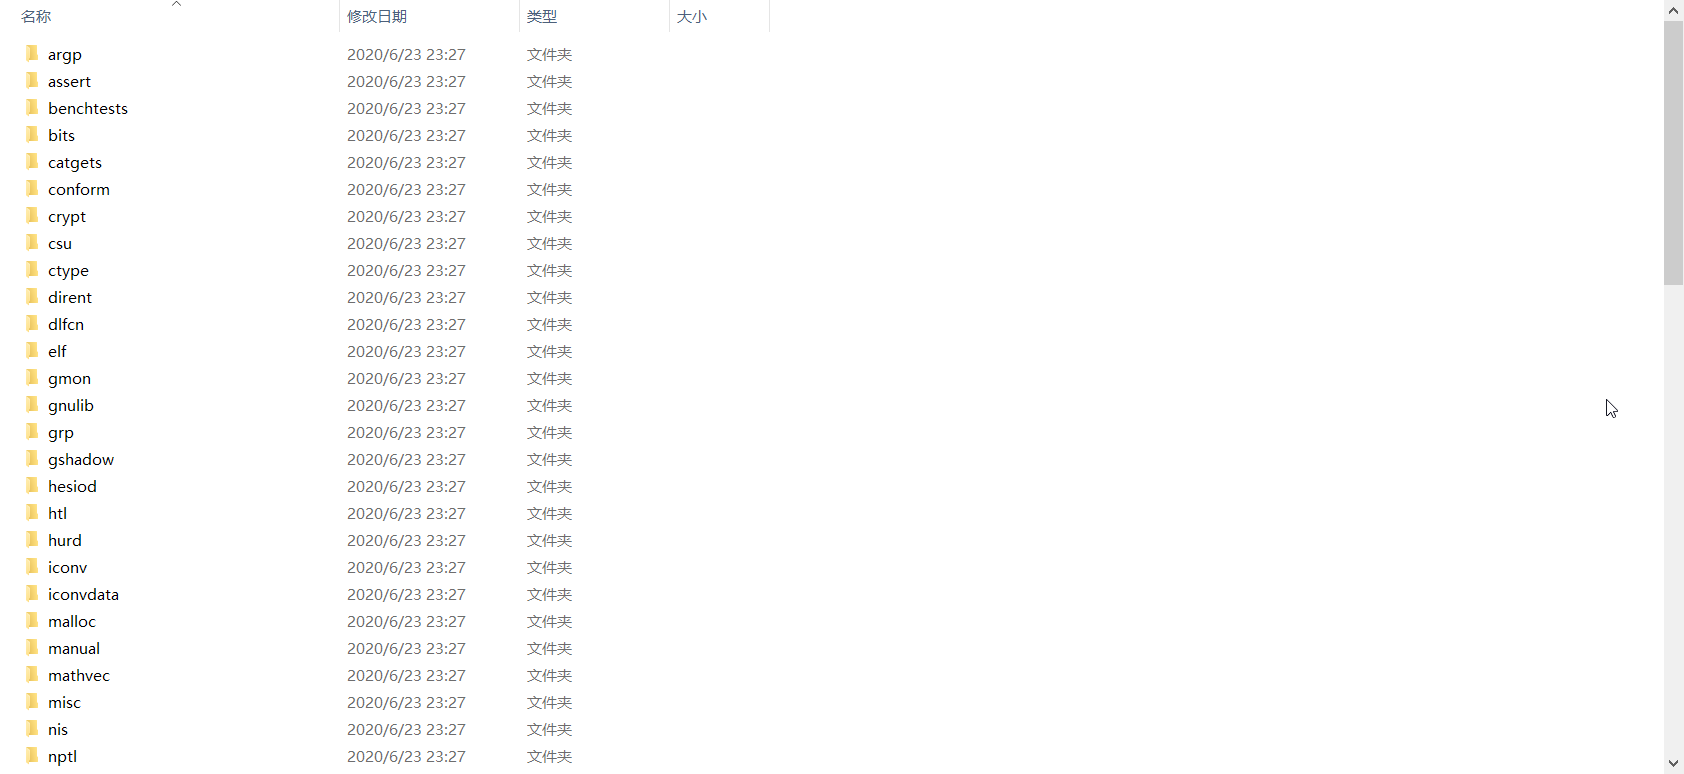 名称 修改日期 类型 大小
argp 2020/6/23 23:27 文件夹
assert 2020/6/23 23:27 文件夹
benchtests 2020/6/23 23:27 文件夹
bits 2020/6/23 23:27 文件夹
catgets 2020/6/23 23:27 文件夹
conform 2020/6/23 23:27 文件夹
crypt 2020/6/23 23:27 文件夹
csu 2020/6/23 23:27 文件夹
ctype 2020/6/23 23:27 文件夹
dirent 2020/6/23 23:27 文件夹
dlfcn 2020/6/23 23:27 文件夹
elf 2020/6/23 23:27 文件夹
gmon 2020/6/23 23:27 文件夹
gnulib 2020/6/23 23:27 文件夹
grp 2020/6/23 23:27 文件夹
gshadow 2020/6/23 23:27 文件夹
hesiod 2020/6/23 23:27 文件夹
htl 2020/6/23 23:27 文件夹
hurd 2020/6/23 23:27 文件夹
iconv 2020/6/23 23:27 文件夹
iconvdata 2020/6/23 23:27 文件夹
malloc 2020/6/23 23:27 文件夹
manual 2020/6/23 23:27 文件夹
mathvec 2020/6/23 23:27 文件夹
misc 2020/6/23 23:27 文件夹
nis 2020/6/23 23:27 文件夹
nptl 2020/6/23 23:27 文件夹